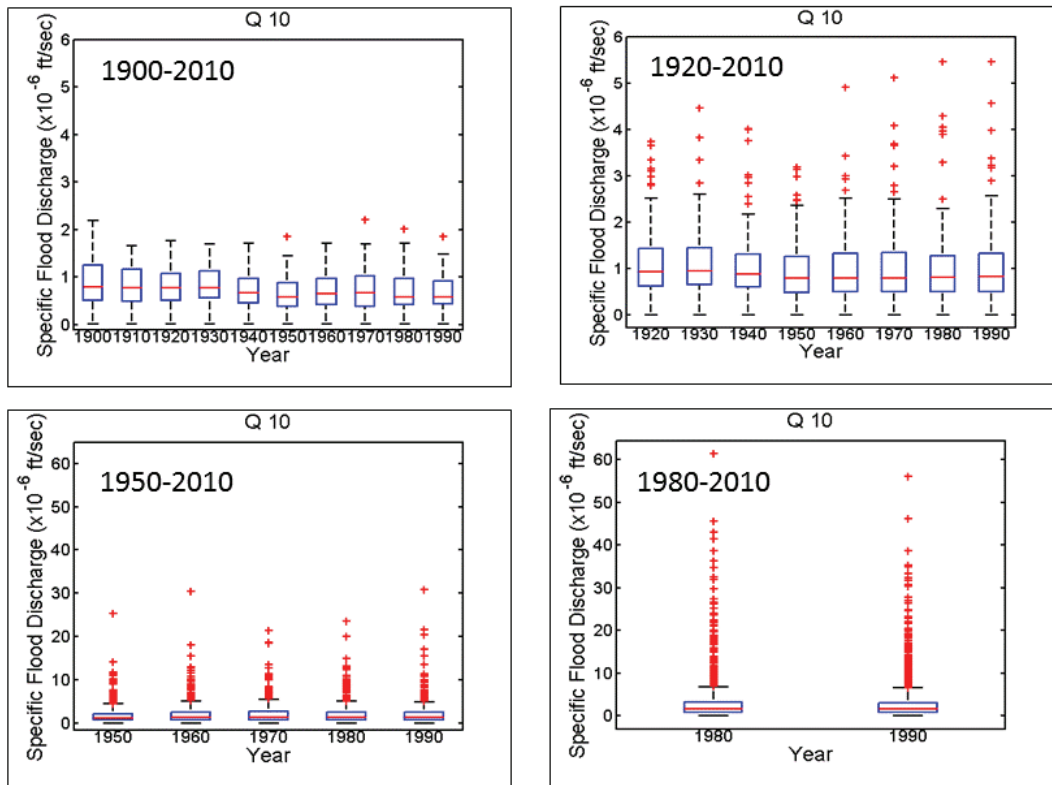 Q 10
Specific Flood Discharge (x10^-6 ft/sec)
1900-2010
6
5
4
3
2
1
0
1900 1910 1920 1930 1940 1950 1960 1970 1980 1990
Year
Q 10
Specific Flood Discharge (x10^-6 ft/sec)
1920-2010
6
5
4
3
2
1
0
1920 1930 1940 1950 1960 1970 1980 1990
Year
Q 10
Specific Flood Discharge (x10^-6 ft/sec)
1950-2010
60
50
40
30
20
10
0
1950 1960 1970 1980 1990
Year
Q 10
Specific Flood Discharge (x10^-6 ft/sec)
1980-2010
60
50
40
30
20
10
0
1980 1990
Year